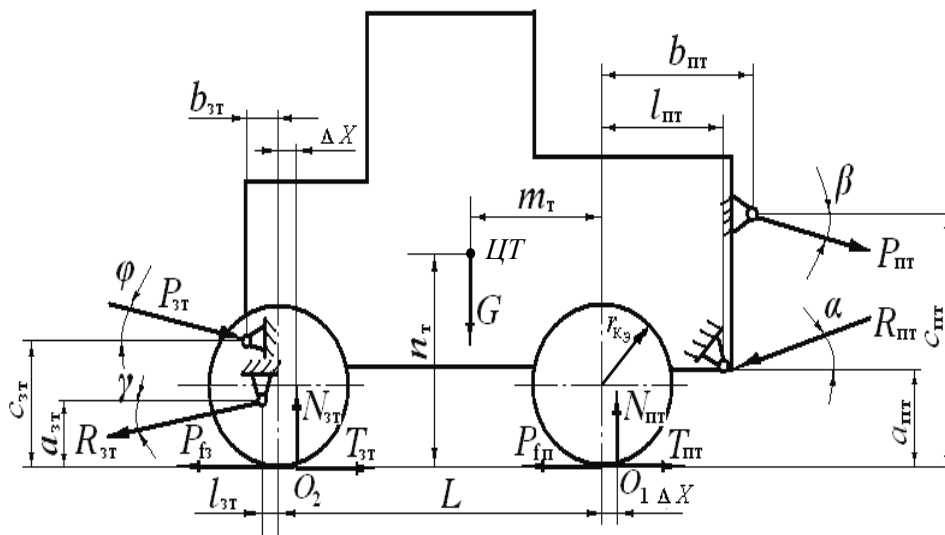 b_пт
b_зт
l_пт
ΔX
m_т
β
ЦТ
P_пт
φ
P_зт
G
r_кэ
α
R_пт
n_т
c_пт
c_зт
γ
a_зт
N_зт
N_пт
a_пт
R_зт
P_fз
T_зт
P_fп
T_пт
O_2
O_1
ΔX
l_зт
L